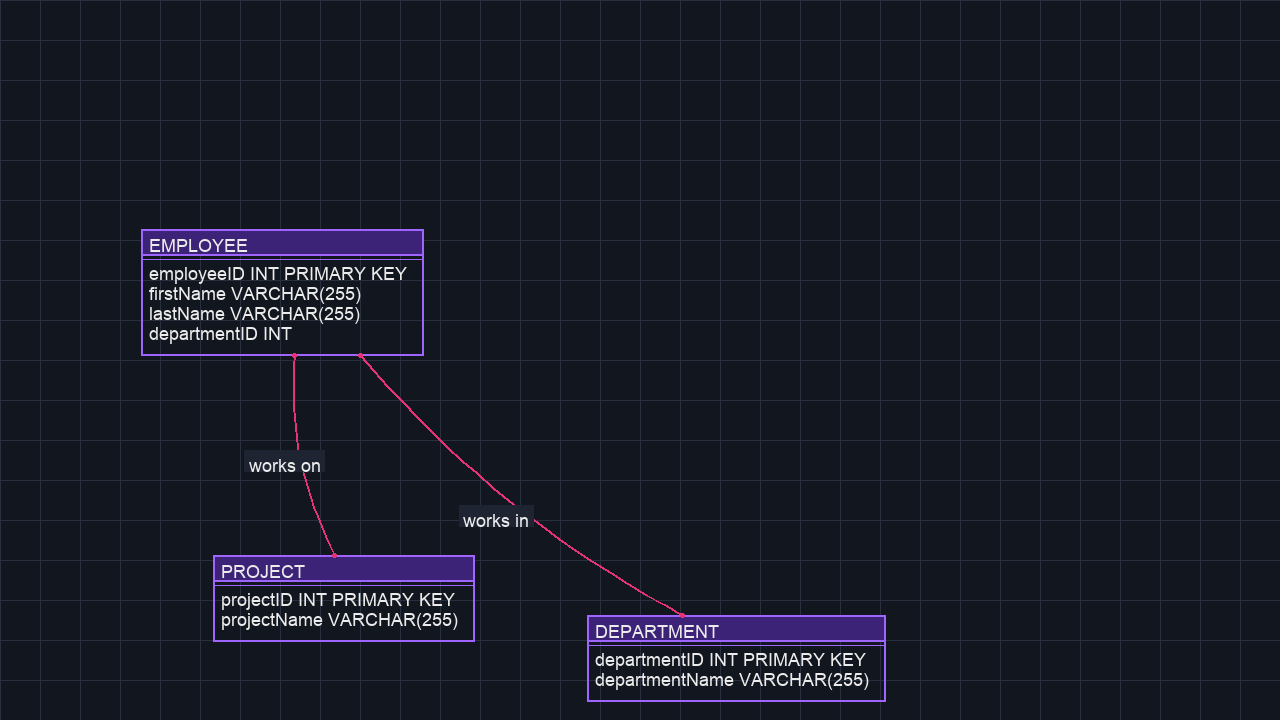 EMPLOYEE
employeeID INT PRIMARY KEY
firstName VARCHAR(255)
lastName VARCHAR(255)
departmentID INT
works on
works in
PROJECT
projectID INT PRIMARY KEY
projectName VARCHAR(255)
DEPARTMENT
departmentID INT PRIMARY KEY
departmentName VARCHAR(255)